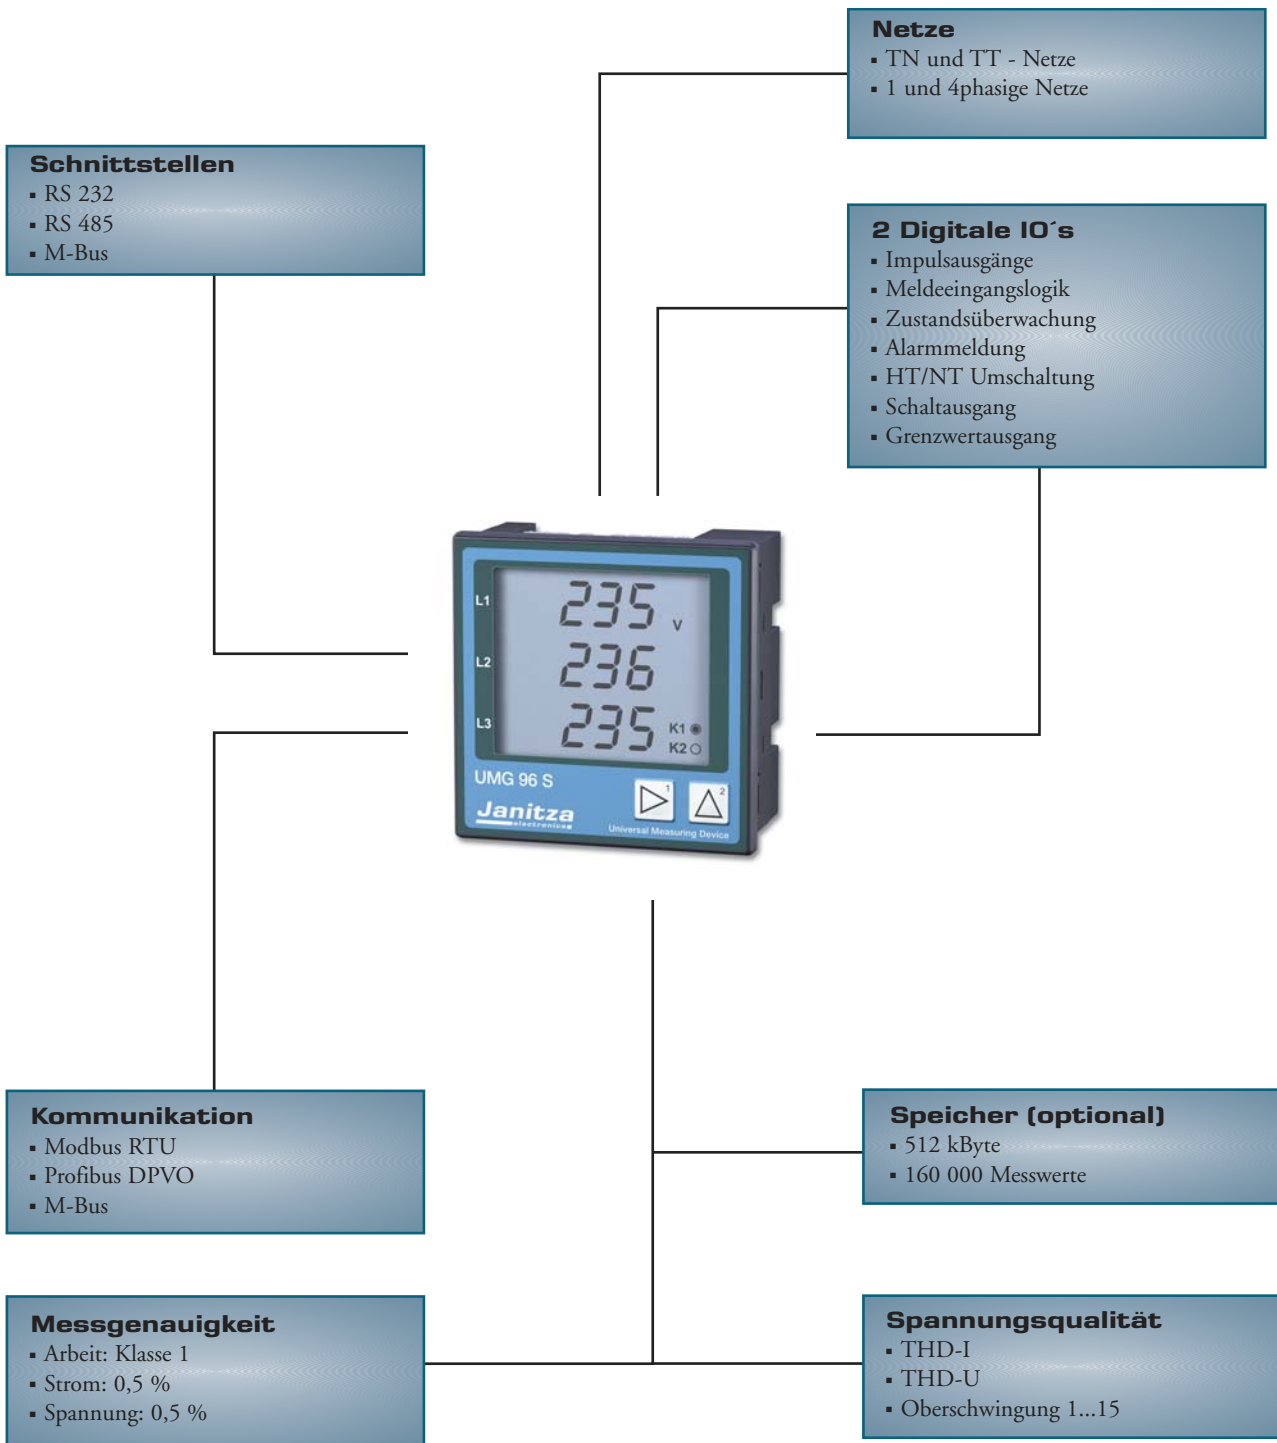 Netze
▪ TN und TT - Netze
▪ 1 und 4phasige Netze
Schnittstellen
▪ RS 232
▪ RS 485
▪ M-Bus
2 Digitale IO´s
▪ Impulsausgänge
▪ Meldeeingangslogik
▪ Zustandsüberwachung
▪ Alarmmeldung
▪ HT/NT Umschaltung
▪ Schaltausgang
▪ Grenzwertausgang
L1 235 V
L2 236
L3 235 K1
K2
UMG 96 S
1 2
Janitza
electronics
Universal Measuring Device
Kommunikation
▪ Modbus RTU
▪ Profibus DPVO
▪ M-Bus
Speicher (optional)
▪ 512 kByte
▪ 160 000 Messwerte
Messgenauigkeit
▪ Arbeit: Klasse 1
▪ Strom: 0,5 %
▪ Spannung: 0,5 %
Spannungsqualität
▪ THD-I
▪ THD-U
▪ Oberschwingung 1...15